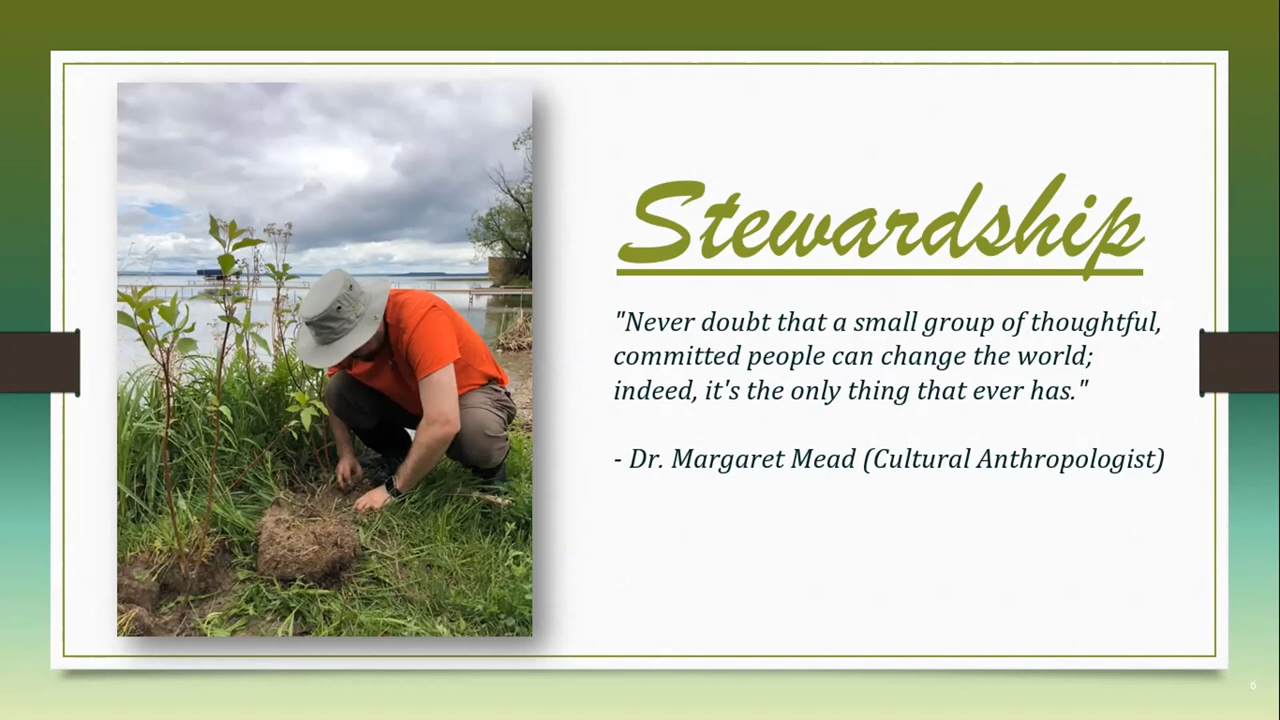 Stewardship
"Never doubt that a small group of thoughtful,
committed people can change the world;
indeed, it's the only thing that ever has."
- Dr. Margaret Mead (Cultural Anthropologist)
6